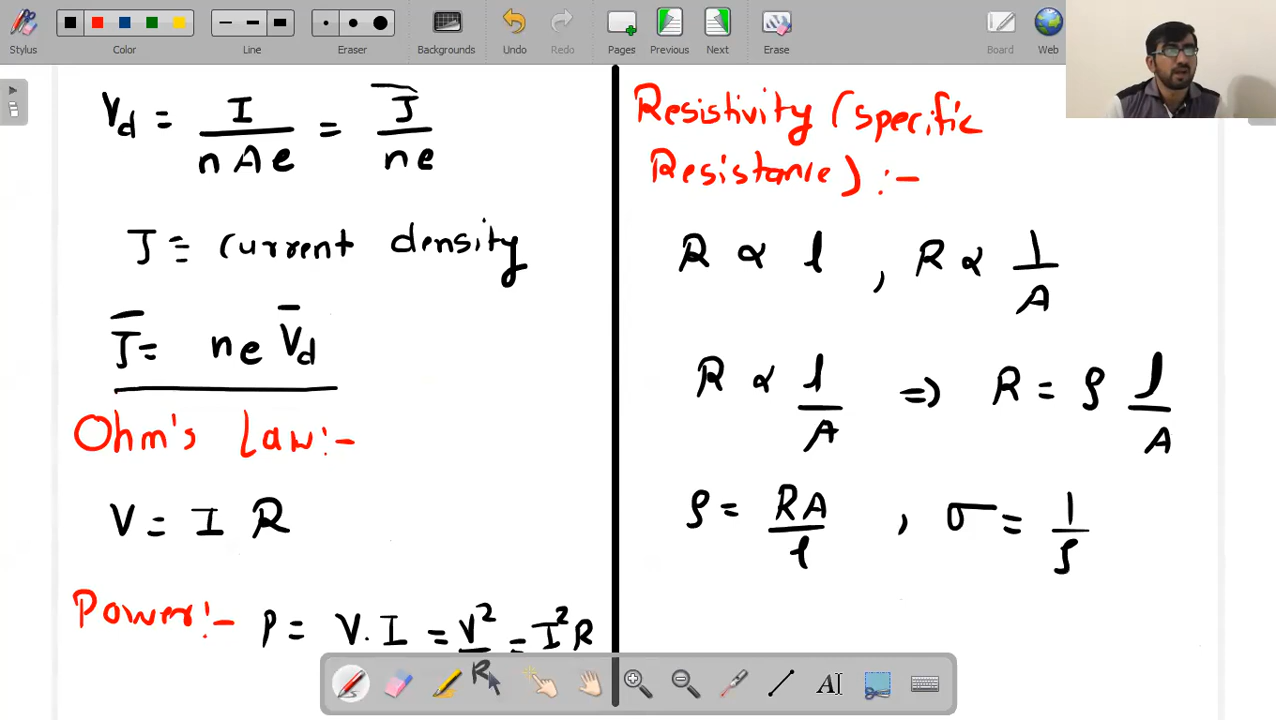 Stylus Color Line Eraser Backgrounds Undo Redo Pages Previous Next Erase Board Web
Vd = I / nAe = J̅ / ne
J = Current density
J̅ = ne V̅d
Ohm's Law:-
V = I R
Power:- P = V.I = V² / R = I²R
Resistivity (specific
Resistance) :-
R ∝ l , R ∝ 1 / A
R ∝ l / A => R = ρ l / A
ρ = RA / l , σ = 1 / ρ
A